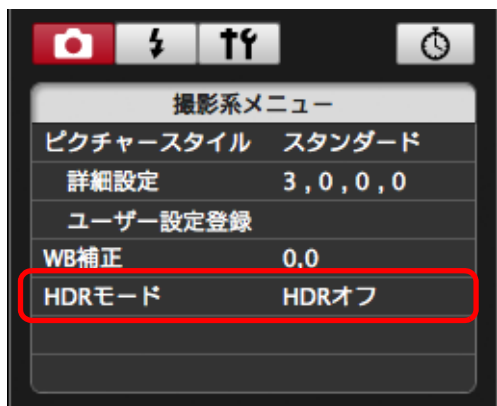 撮影系メニュー
ピクチャースタイル スタンダード
詳細設定 3,0,0,0
ユーザー設定登録
WB補正 0,0
HDRモード HDRオフ